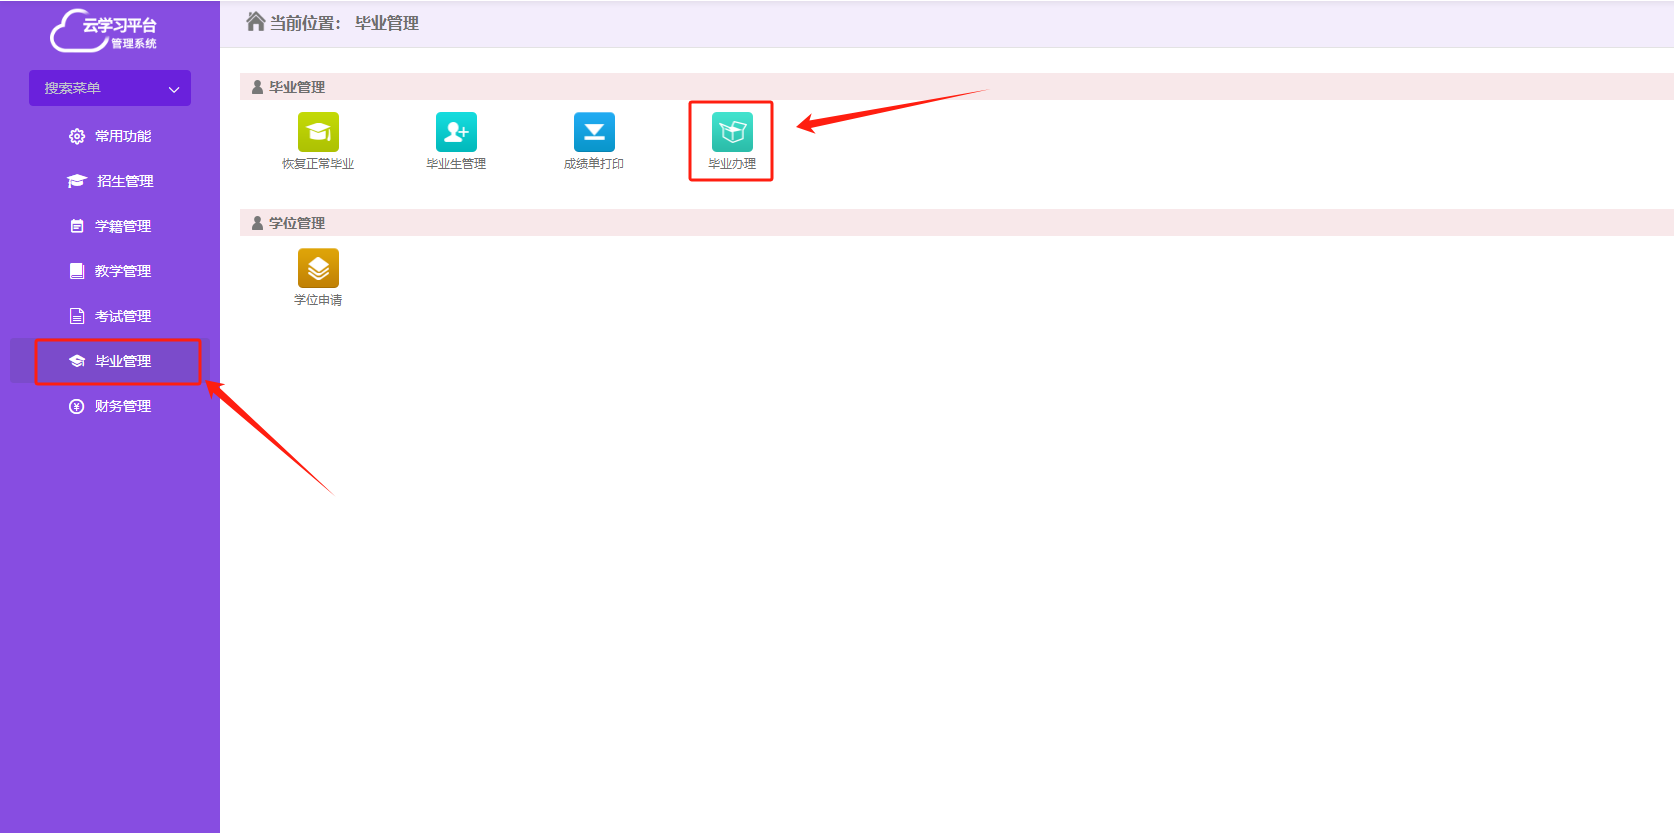 云学习平台
管理系统
搜索菜单
常用功能
招生管理
学籍管理
教学管理
考试管理
毕业管理
财务管理
当前位置： 毕业管理
毕业管理
恢复正常毕业
毕业生管理
成绩单打印
毕业办理
学位管理
学位申请